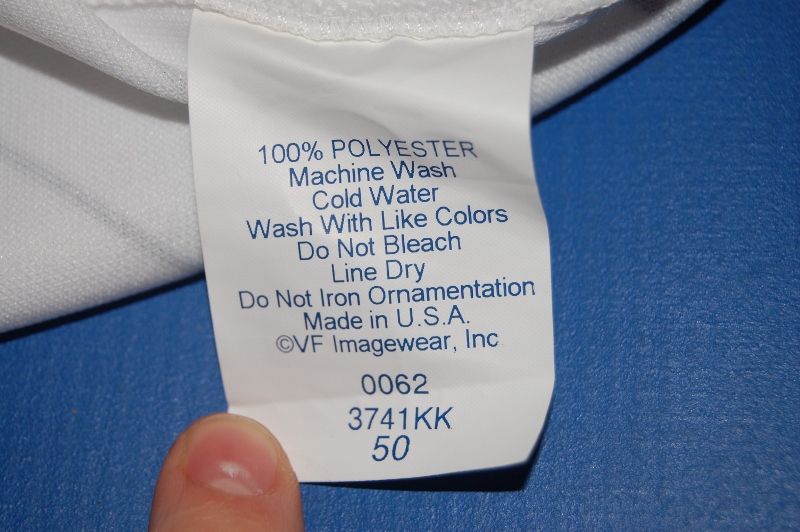 100% POLYESTER
Machine Wash
Cold Water
Wash With Like Colors
Do Not Bleach
Line Dry
Do Not Iron Ornamentation
Made in U.S.A.
©VF Imagewear, Inc
0062
3741KK
50